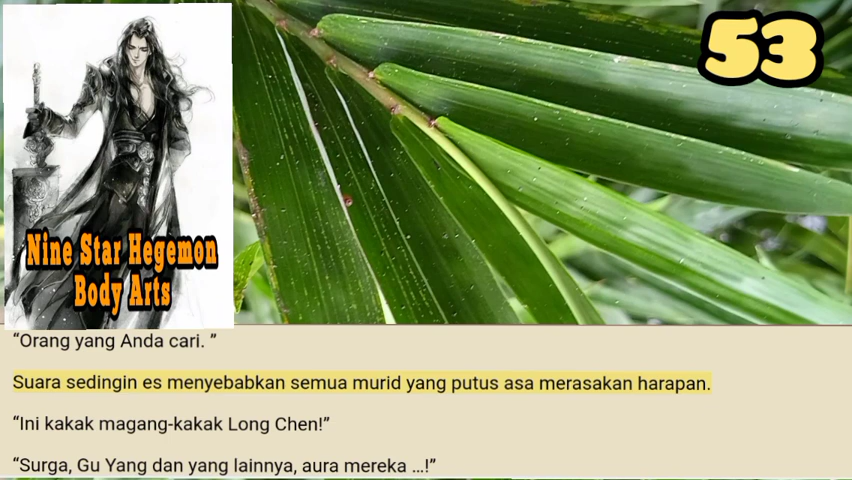 53
Nine Star Hegemon
Body Arts
“Orang yang Anda cari. ”
Suara sedingin es menyebabkan semua murid yang putus asa merasakan harapan.
“Ini kakak magang-kakak Long Chen!”
“Surga, Gu Yang dan yang lainnya, aura mereka …!”